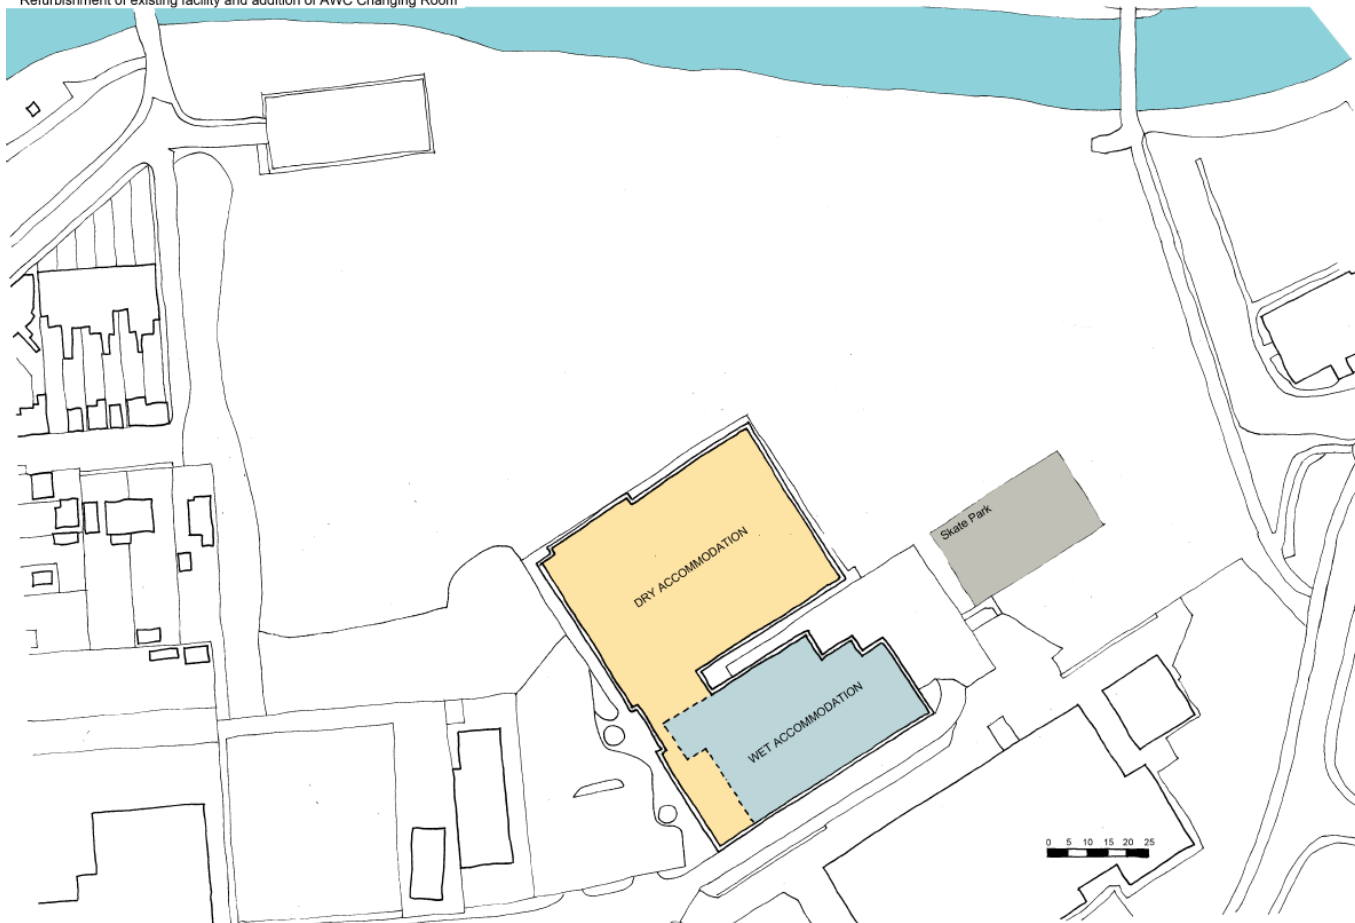 Refurbishment of existing facility and addition of AWC Changing Room
Skate Park
DRY ACCOMMODATION
WET ACCOMMODATION
0 5 10 15 20 25